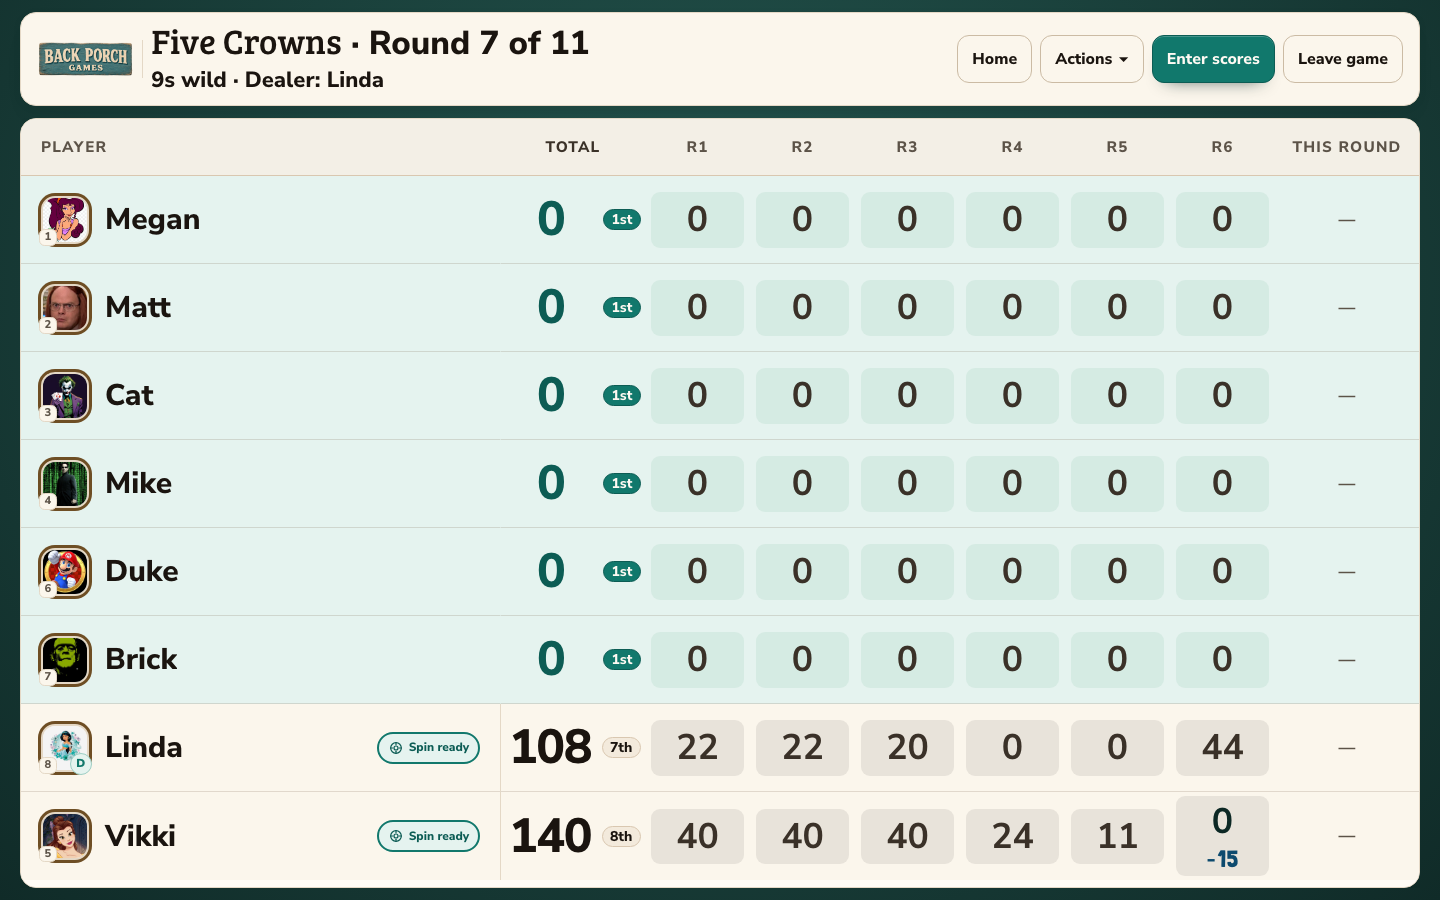 BACK PORCH
GAMES
Five Crowns · Round 7 of 11
9s wild · Dealer: Linda
Home
Actions
Enter scores
Leave game
PLAYER TOTAL R1 R2 R3 R4 R5 R6 THIS ROUND
1 Megan 0 1st 0 0 0 0 0 0 —
2 Matt 0 1st 0 0 0 0 0 0 —
3 Cat 0 1st 0 0 0 0 0 0 —
4 Mike 0 1st 0 0 0 0 0 0 —
6 Duke 0 1st 0 0 0 0 0 0 —
7 Brick 0 1st 0 0 0 0 0 0 —
8 D Linda Spin ready 108 7th 22 22 20 0 0 44 —
5 Vikki Spin ready 140 8th 40 40 40 24 11 0 —
-15